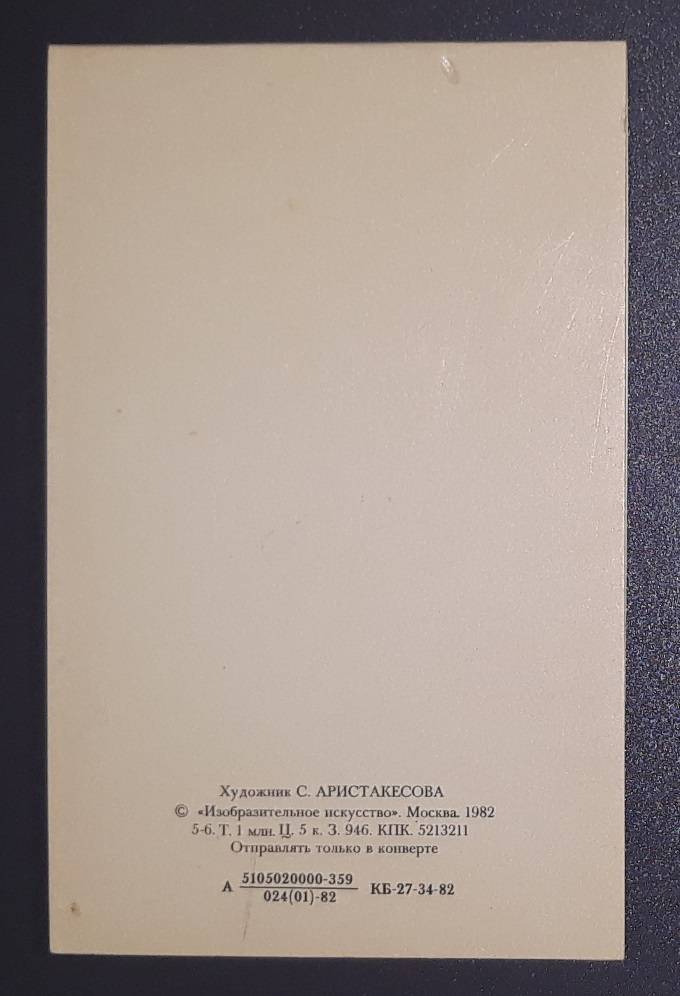 Художник С. АРИСТАКЕСОВА
© «Изобразительное искусство». Москва. 1982
5-6. Т. 1 млн. Ц. 5 к. З. 946. КПК. 5213211
Отправлять только в конверте
А 5105020000-359 КБ-27-34-82
024(01)-82